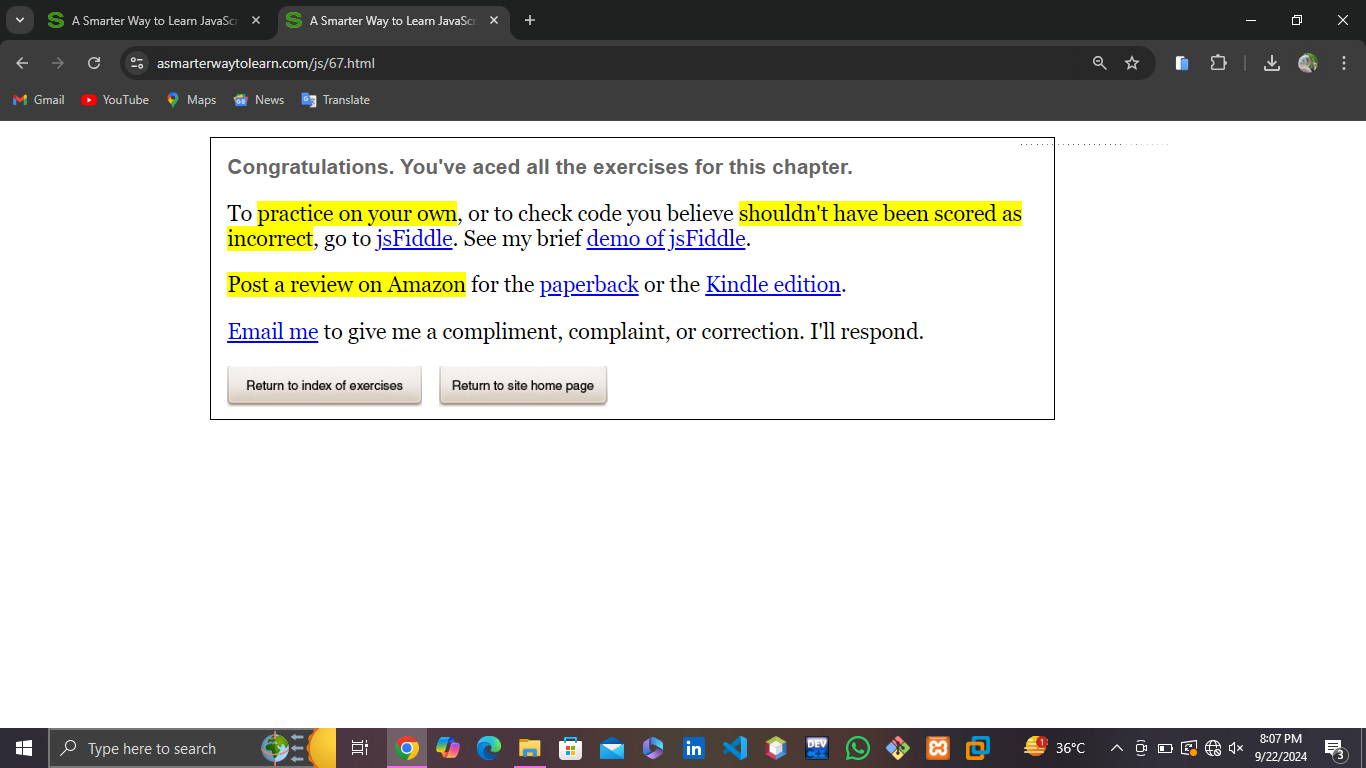 A Smarter Way to Learn JavaScr
A Smarter Way to Learn JavaScr
asmarterwaytolearn.com/js/67.html
Gmail
YouTube
Maps
News
Translate
Congratulations. You've aced all the exercises for this chapter.
To practice on your own, or to check code you believe shouldn't have been scored as
incorrect, go to jsFiddle. See my brief demo of jsFiddle.
Post a review on Amazon for the paperback or the Kindle edition.
Email me to give me a compliment, complaint, or correction. I'll respond.
Return to index of exercises
Return to site home page
Type here to search
DEV
1
36°C
8:07 PM
9/22/2024
3